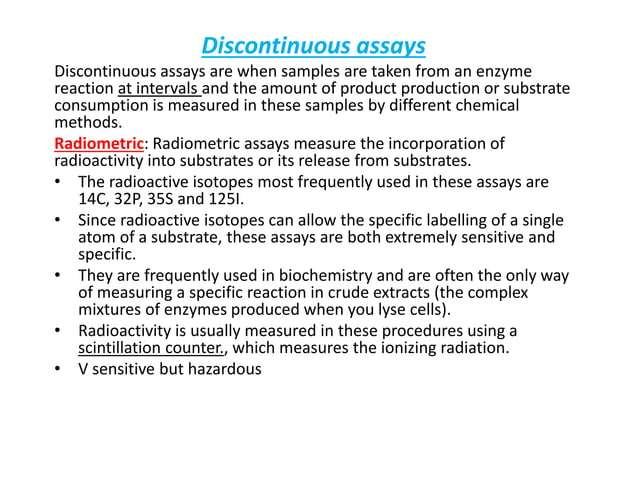 Discontinuous assays
Discontinuous assays are when samples are taken from an enzyme
reaction at intervals and the amount of product production or substrate
consumption is measured in these samples by different chemical
methods.
Radiometric: Radiometric assays measure the incorporation of
radioactivity into substrates or its release from substrates.
• The radioactive isotopes most frequently used in these assays are
14C, 32P, 35S and 125I.
• Since radioactive isotopes can allow the specific labelling of a single
atom of a substrate, these assays are both extremely sensitive and
specific.
• They are frequently used in biochemistry and are often the only way
of measuring a specific reaction in crude extracts (the complex
mixtures of enzymes produced when you lyse cells).
• Radioactivity is usually measured in these procedures using a
scintillation counter., which measures the ionizing radiation.
• V sensitive but hazardous